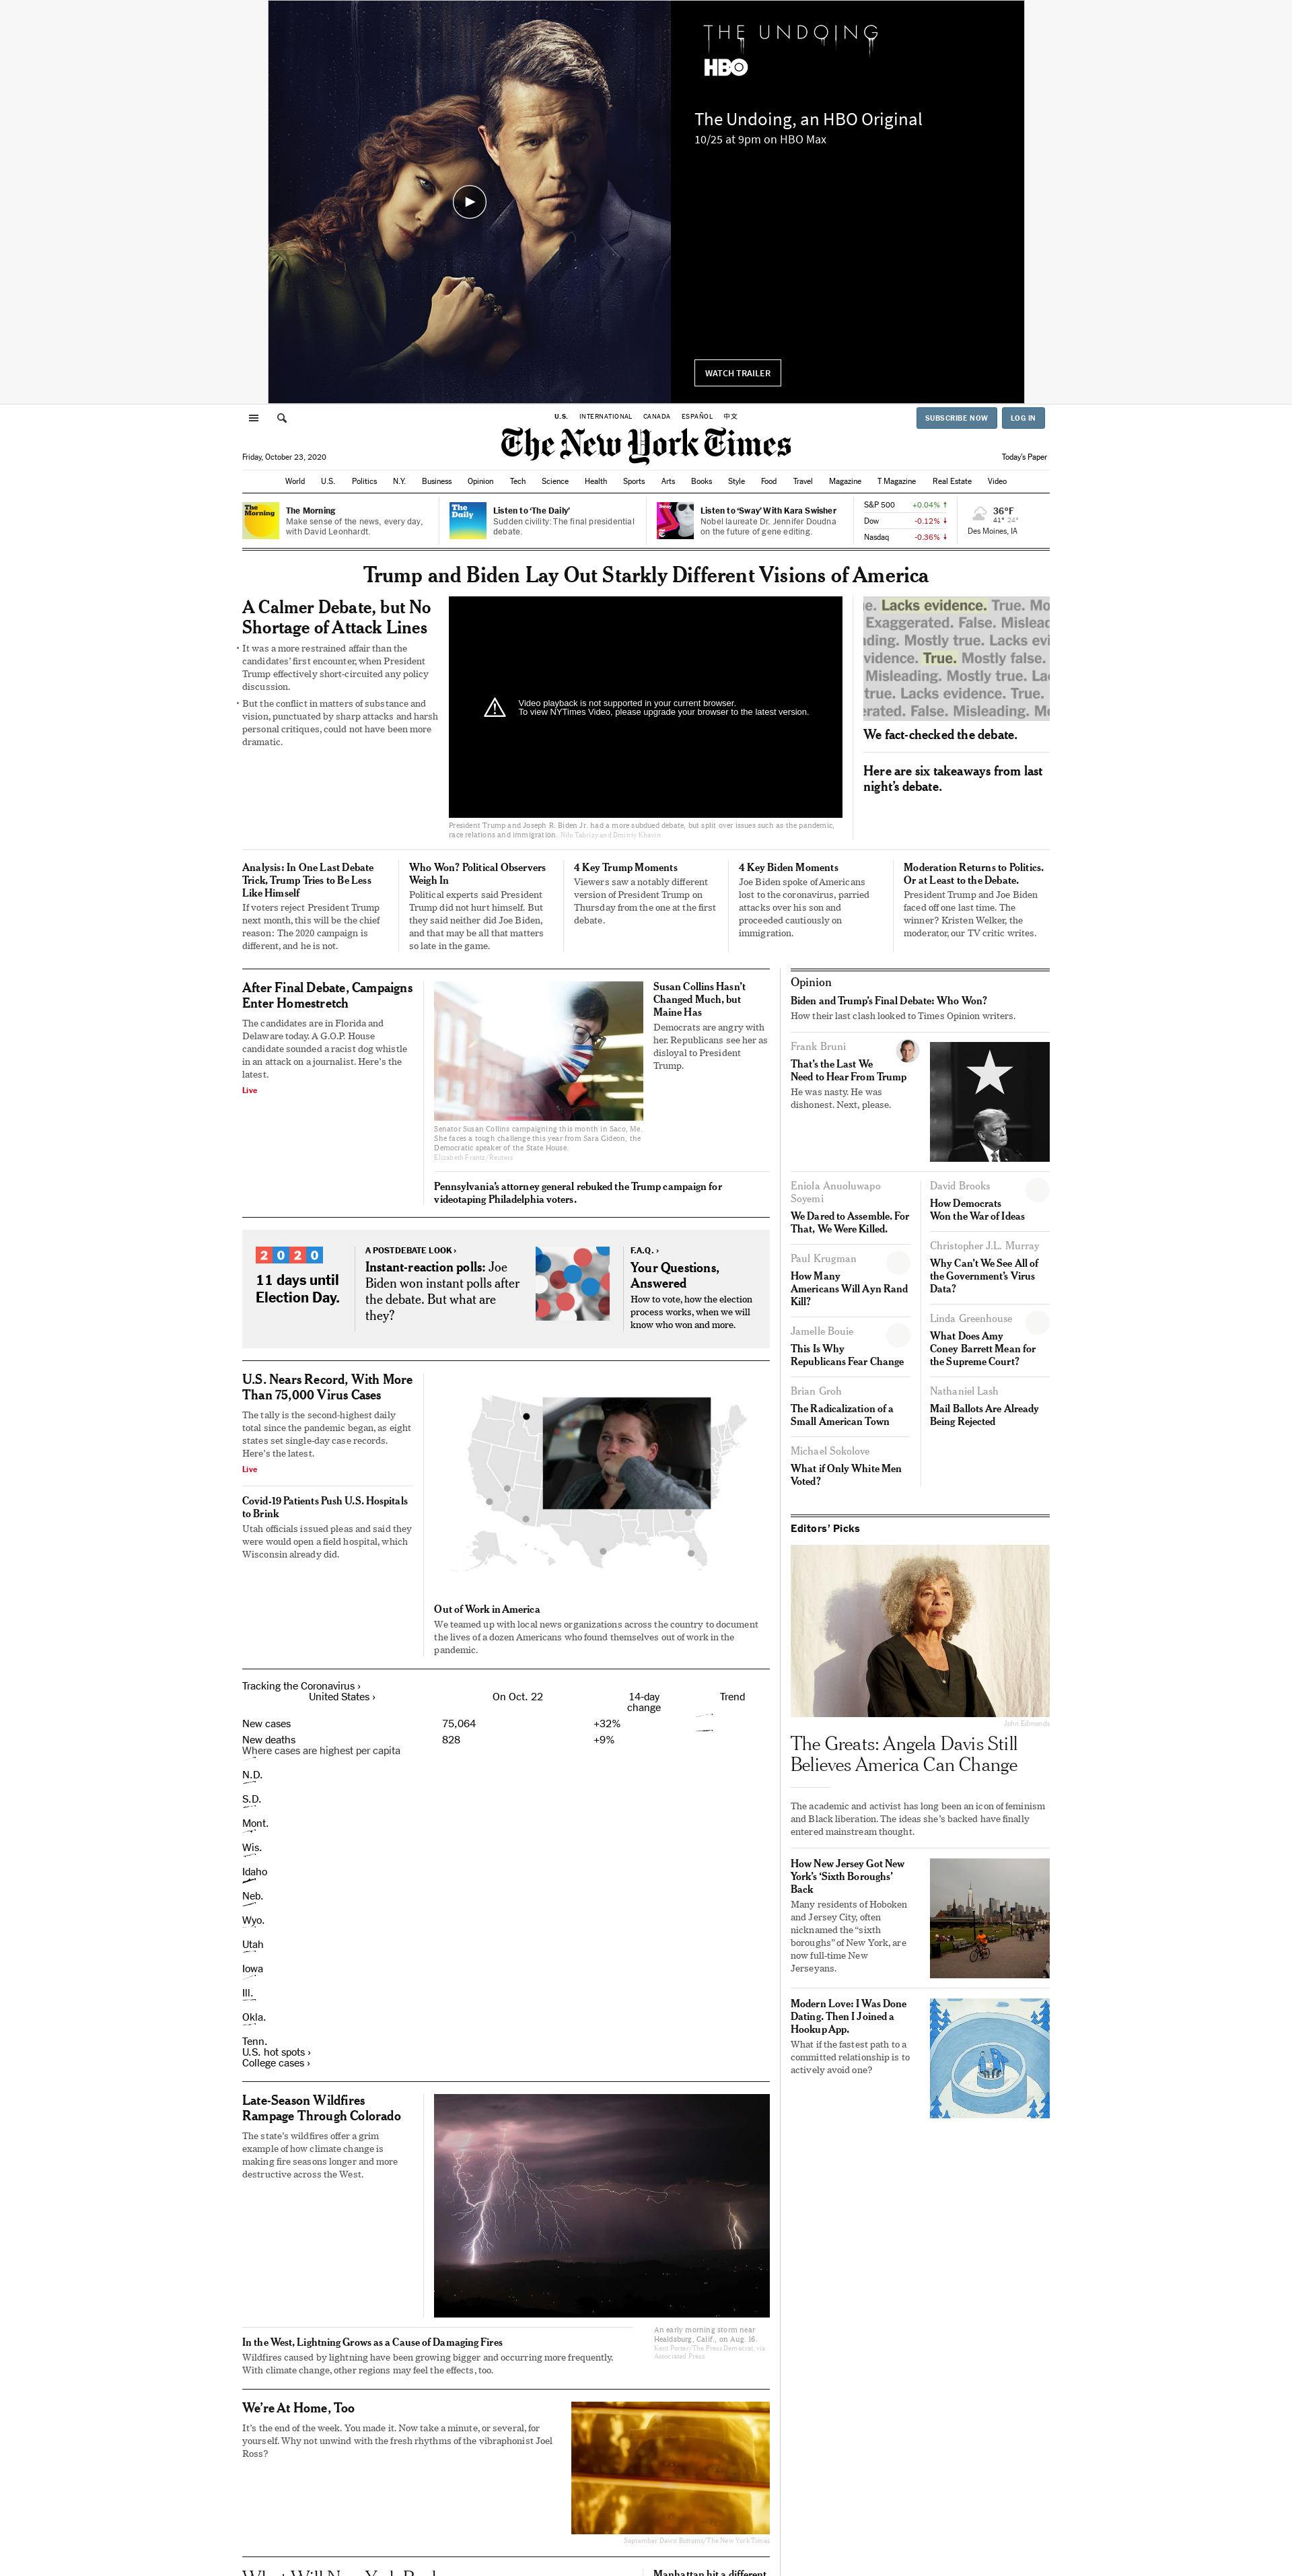 THE UNDOING
HBO
The Undoing, an HBO Original
10/25 at 9pm on HBO Max
WATCH TRAILER
U.S. INTERNATIONAL CANADA ESPAÑOL 中文
SUBSCRIBE NOW
LOG IN
The New York Times
Friday, October 23, 2020
Today's Paper
World U.S. Politics N.Y. Business Opinion Tech Science Health Sports Arts Books Style Food Travel Magazine T Magazine Real Estate Video
The Morning
The Morning
Make sense of the news, every day,
with David Leonhardt.
The Daily
Listen to 'The Daily'
Sudden civility: The final presidential
debate.
Sway
Listen to 'Sway' With Kara Swisher
Nobel laureate Dr. Jennifer Doudna
on the future of gene editing.
S&P 500 +0.04% ↑
Dow -0.12% ↓
Nasdaq -0.36% ↓
36°F
41° 24°
Des Moines, IA
Trump and Biden Lay Out Starkly Different Visions of America
A Calmer Debate, but No
Shortage of Attack Lines
• It was a more restrained affair than the
candidates' first encounter, when President
Trump effectively short-circuited any policy
discussion.
• But the conflict in matters of substance and
vision, punctuated by sharp attacks and harsh
personal critiques, could not have been more
dramatic.
Video playback is not supported in your current browser.
To view NYTimes Video, please upgrade your browser to the latest version.
President Trump and Joseph R. Biden Jr. had a more subdued debate, but split over issues such as the pandemic,
race relations and immigration. Nilo Tabrizy and Dmitriy Khavin
e. Lacks evidence. True. Mo
Exaggerated. False. Mislead
ding. Mostly true. Lacks evi
vidence. True. Mostly false.
Misleading. Mostly true. La
true. Lacks evidence. True.
erated. False. Misleading. M
We fact-checked the debate.
Here are six takeaways from last
night's debate.
Analysis: In One Last Debate
Trick, Trump Tries to Be Less
Like Himself
If voters reject President Trump
next month, this will be the chief
reason: The 2020 campaign is
different, and he is not.
Who Won? Political Observers
Weigh In
Political experts said President
Trump did not hurt himself. But
they said neither did Joe Biden,
and that may be all that matters
so late in the game.
4 Key Trump Moments
Viewers saw a notably different
version of President Trump on
Thursday from the one at the first
debate.
4 Key Biden Moments
Joe Biden spoke of Americans
lost to the coronavirus, parried
attacks over his son and
proceeded cautiously on
immigration.
Moderation Returns to Politics.
Or at Least to the Debate.
President Trump and Joe Biden
faced off one last time. The
winner? Kristen Welker, the
moderator, our TV critic writes.
After Final Debate, Campaigns
Enter Homestretch
The candidates are in Florida and
Delaware today. A G.O.P. House
candidate sounded a racist dog whistle
in an attack on a journalist. Here's the
latest.
Live
Senator Susan Collins campaigning this month in Saco, Me.
She faces a tough challenge this year from Sara Gideon, the
Democratic speaker of the State House.
Elizabeth Frantz/Reuters
Susan Collins Hasn't
Changed Much, but
Maine Has
Democrats are angry with
her. Republicans see her as
disloyal to President
Trump.
Pennsylvania's attorney general rebuked the Trump campaign for
videotaping Philadelphia voters.
2020
11 days until
Election Day.
A POSTDEBATE LOOK ›
Instant-reaction polls: Joe
Biden won instant polls after
the debate. But what are
they?
F.A.Q. ›
Your Questions,
Answered
How to vote, how the election
process works, when we will
know who won and more.
U.S. Nears Record, With More
Than 75,000 Virus Cases
The tally is the second-highest daily
total since the pandemic began, as eight
states set single-day case records.
Here's the latest.
Live
Covid-19 Patients Push U.S. Hospitals
to Brink
Utah officials issued pleas and said they
were would open a field hospital, which
Wisconsin already did.
Out of Work in America
We teamed up with local news organizations across the country to document
the lives of a dozen Americans who found themselves out of work in the
pandemic.
Tracking the Coronavirus ›
United States › On Oct. 22 14-day
change Trend
New cases 75,064 +32%
New deaths 828 +9%
Where cases are highest per capita
N.D.
S.D.
Mont.
Wis.
Idaho
Neb.
Wyo.
Utah
Iowa
Ill.
Okla.
Tenn.
U.S. hot spots ›
College cases ›
Late-Season Wildfires
Rampage Through Colorado
The state's wildfires offer a grim
example of how climate change is
making fire seasons longer and more
destructive across the West.
An early morning storm near
Healdsburg, Calif., on Aug. 16.
Kent Porter/The Press Democrat, via
Associated Press
In the West, Lightning Grows as a Cause of Damaging Fires
Wildfires caused by lightning have been growing bigger and occurring more frequently.
With climate change, other regions may feel the effects, too.
We're At Home, Too
It's the end of the week. You made it. Now take a minute, or several, for
yourself. Why not unwind with the fresh rhythms of the vibraphonist Joel
Ross?
September Dawn Bottoms/The New York Times
Manhattan hit a different
Opinion
Biden and Trump's Final Debate: Who Won?
How their last clash looked to Times Opinion writers.
Frank Bruni
That's the Last We
Need to Hear From Trump
He was nasty. He was
dishonest. Next, please.
Eniola Anuoluwapo
Soyemi
We Dared to Assemble. For
That, We Were Killed.
Paul Krugman
How Many
Americans Will Ayn Rand
Kill?
Jamelle Bouie
This Is Why
Republicans Fear Change
Brian Groh
The Radicalization of a
Small American Town
Michael Sokolove
What if Only White Men
Voted?
David Brooks
How Democrats
Won the War of Ideas
Christopher J.L. Murray
Why Can't We See All of
the Government's Virus
Data?
Linda Greenhouse
What Does Amy
Coney Barrett Mean for
the Supreme Court?
Nathaniel Lash
Mail Ballots Are Already
Being Rejected
Editors' Picks
John Edmonds
The Greats: Angela Davis Still
Believes America Can Change
The academic and activist has long been an icon of feminism
and Black liberation. The ideas she's backed have finally
entered mainstream thought.
How New Jersey Got New
York's 'Sixth Boroughs'
Back
Many residents of Hoboken
and Jersey City, often
nicknamed the "sixth
boroughs" of New York, are
now full-time New
Jerseyans.
Modern Love: I Was Done
Dating. Then I Joined a
Hookup App.
What if the fastest path to a
committed relationship is to
actively avoid one?